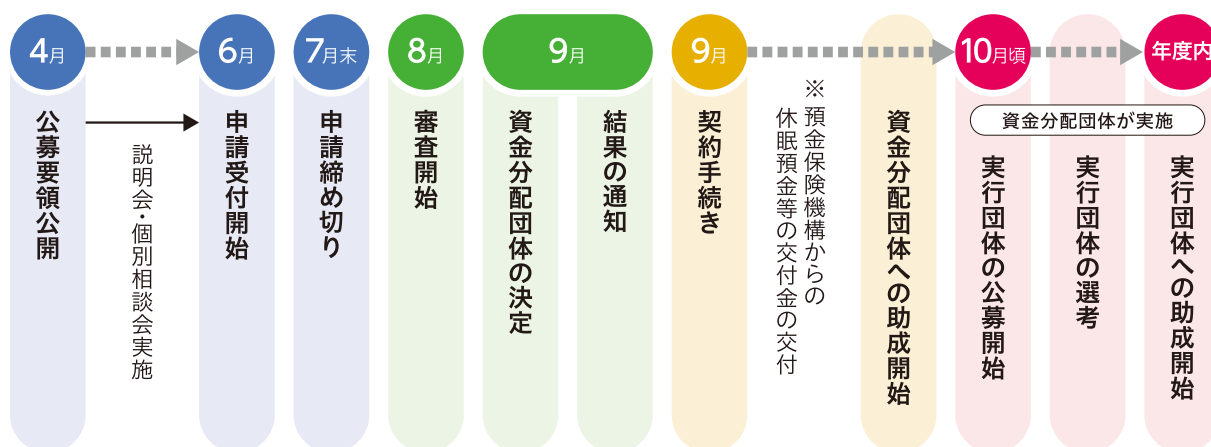 4月
公募要領公開
説明会・個別相談会実施
6月
申請受付開始
7月末
申請締め切り
8月
審査開始
9月
資金分配団体の決定
結果の通知
9月
契約手続き
※預金保険機構からの
休眠預金等の交付金の交付
資金分配団体への助成開始
10月頃
年度内
資金分配団体が実施
実行団体の公募開始
実行団体の選考
実行団体への助成開始